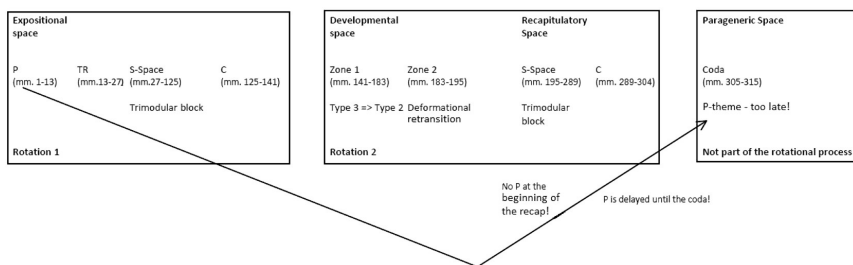 Expositional
space
P
(mm. 1-13)
TR
(mm.13-27)
S-Space
(mm.27-125)
C
(mm. 125-141)
Trimodular block
Rotation 1
Developmental
space
Recapitulatory
Space
Zone 1
(mm. 141-183)
Zone 2
(mm. 183-195)
S-Space
(mm. 195-289)
C
(mm. 289-304)
Type 3 => Type 2
Deformational
retransition
Trimodular
block
Rotation 2
Parageneric Space
Coda
(mm. 305-315)
P-theme - too late!
Not part of the rotational process
No P at the
beginning of
the recap!
P is delayed until the coda!